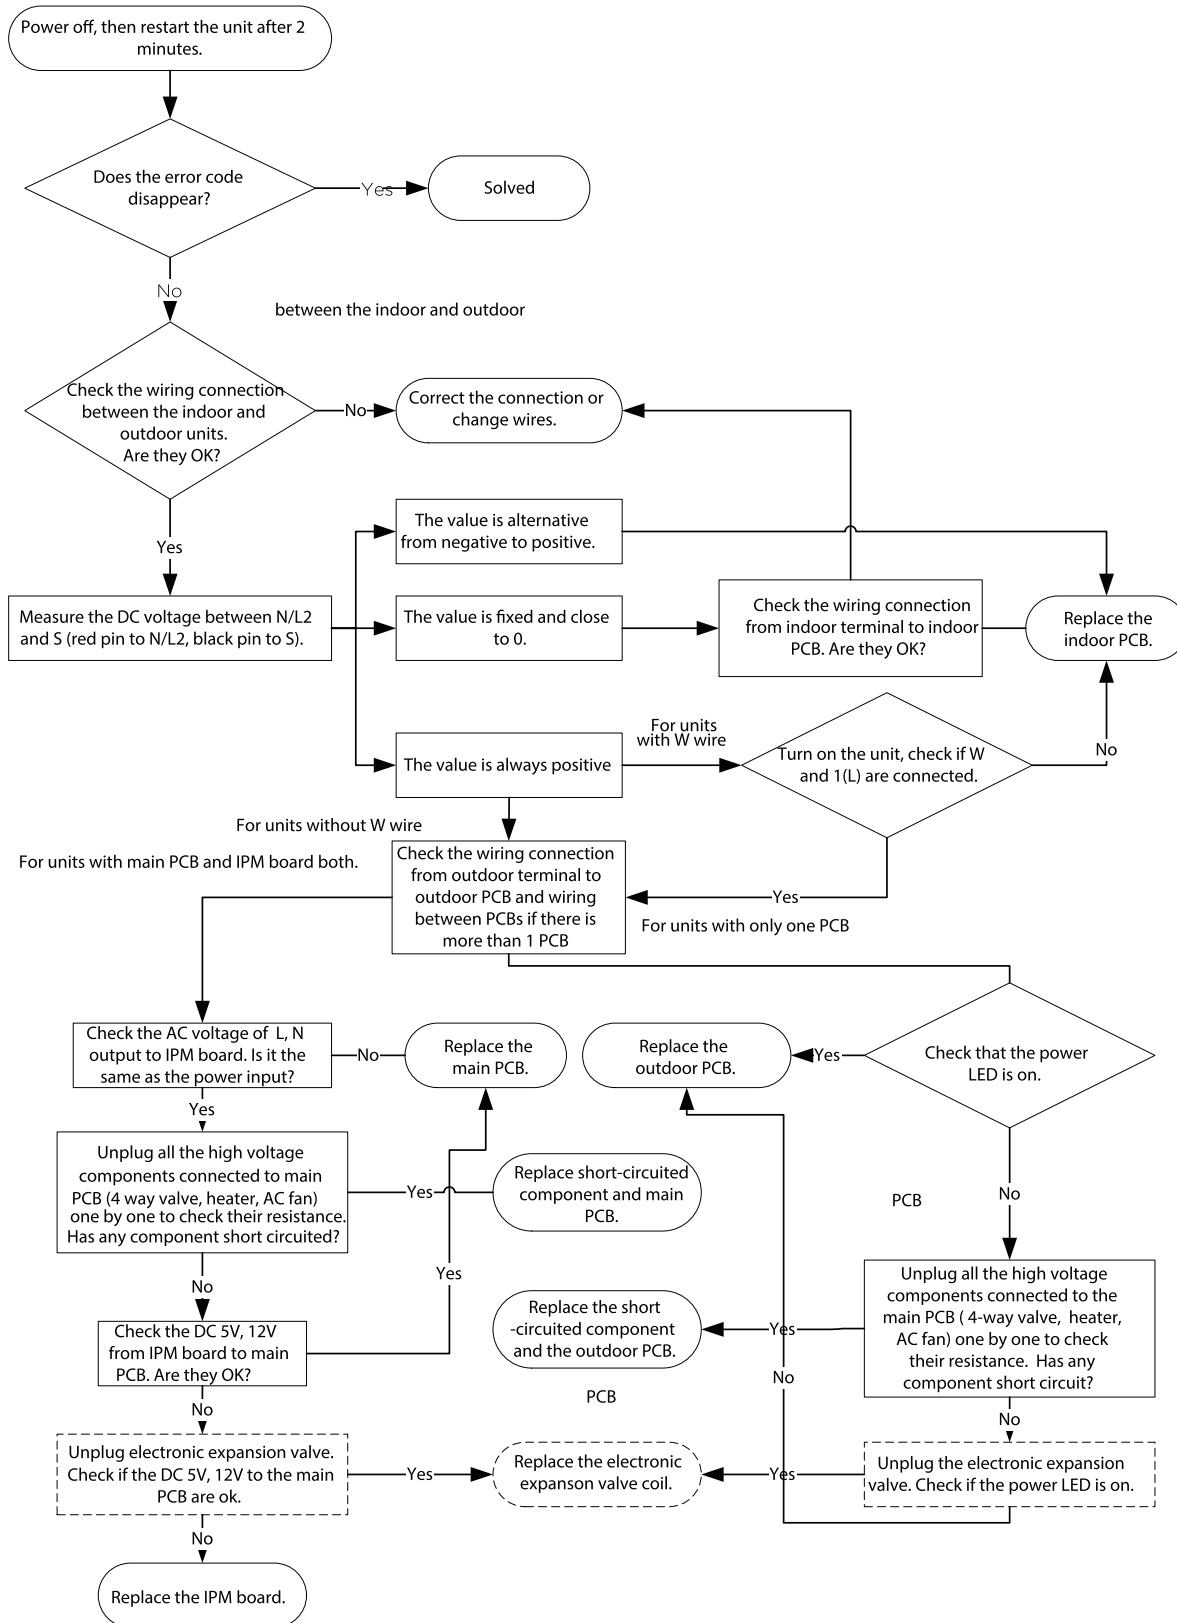 Power off, then restart the unit after 2
minutes.
Does the error code
disappear?
Yes
Solved
No
between the indoor and outdoor
Check the wiring connection
between the indoor and
outdoor units.
Are they OK?
No
Correct the connection or
change wires.
Yes
The value is alternative
from negative to positive.
Measure the DC voltage between N/L2
and S (red pin to N/L2, black pin to S).
The value is fixed and close
to 0.
Check the wiring connection
from indoor terminal to indoor
PCB. Are they OK?
Replace the
indoor PCB.
For units
with W wire
The value is always positive
Turn on the unit, check if W
and 1(L) are connected.
No
For units without W wire
For units with main PCB and IPM board both.
Check the wiring connection
from outdoor terminal to
outdoor PCB and wiring
between PCBs if there is
more than 1 PCB
Yes
For units with only one PCB
Check the AC voltage of L, N
output to IPM board. Is it the
same as the power input?
No
Replace the
main PCB.
Replace the
outdoor PCB.
Yes
Check that the power
LED is on.
Yes
Unplug all the high voltage
components connected to main
PCB (4 way valve, heater, AC fan)
one by one to check their resistance.
Has any component short circuited?
Yes
Replace short-circuited
component and main
PCB.
PCB
No
No
Yes
Check the DC 5V, 12V
from IPM board to main
PCB. Are they OK?
Replace the short
-circuited component
and the outdoor PCB.
Yes
Unplug all the high voltage
components connected to the
main PCB ( 4-way valve, heater,
AC fan) one by one to check
their resistance. Has any
component short circuit?
No
PCB
No
No
Unplug electronic expansion valve.
Check if the DC 5V, 12V to the main
PCB are ok.
Yes
Replace the electronic
expanson valve coil.
Yes
Unplug the electronic expansion
valve. Check if the power LED is on.
No
Replace the IPM board.